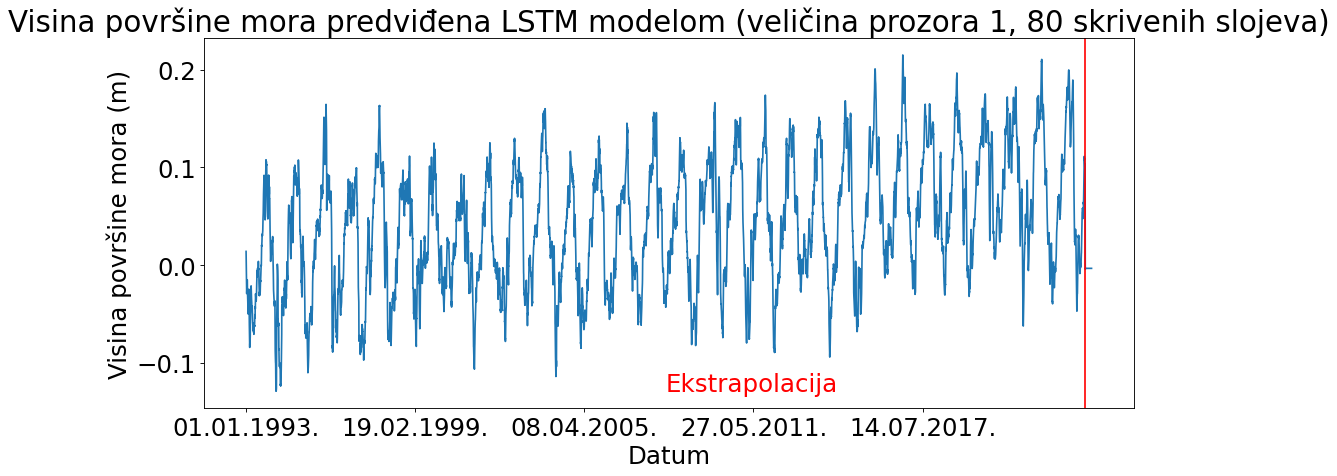 Visina površine mora predviđena LSTM modelom (veličina prozora 1, 80 skrivenih slojeva)
Visina površine mora (m)
0.2
0.1
0.0
−0.1
Ekstrapolacija
01.01.1993. 19.02.1999. 08.04.2005. 27.05.2011. 14.07.2017.
Datum